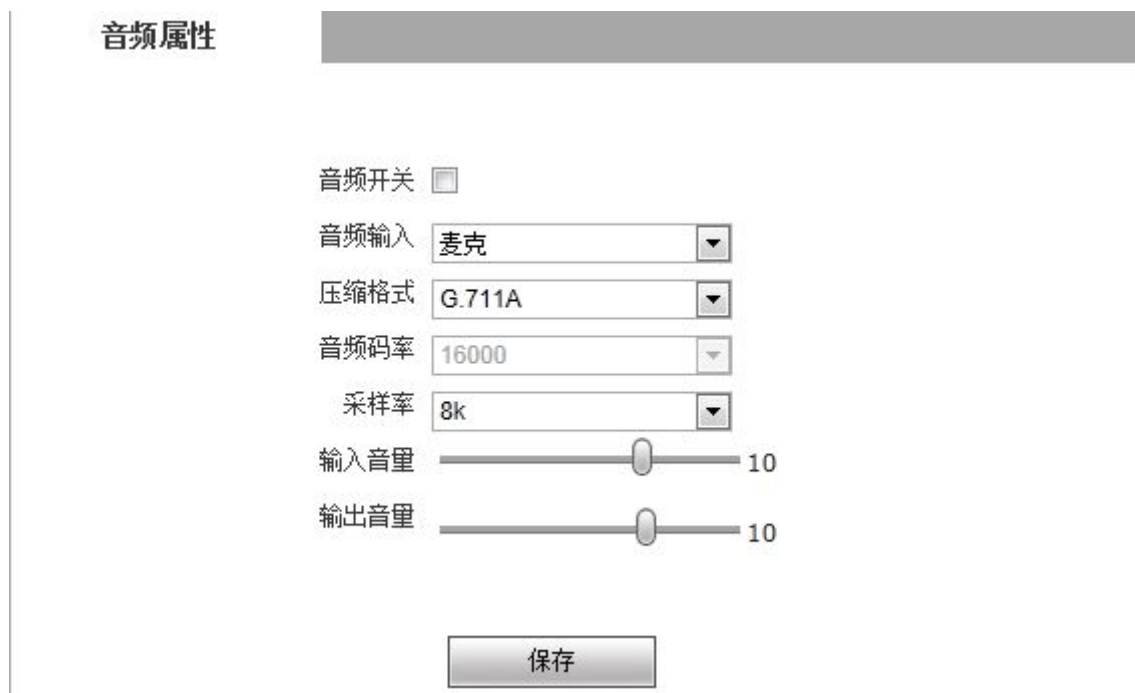 音频属性
音频开关
音频输入 麦克
压缩格式 G.711A
音频码率 16000
采样率 8k
输入音量 10
输出音量 10
保存